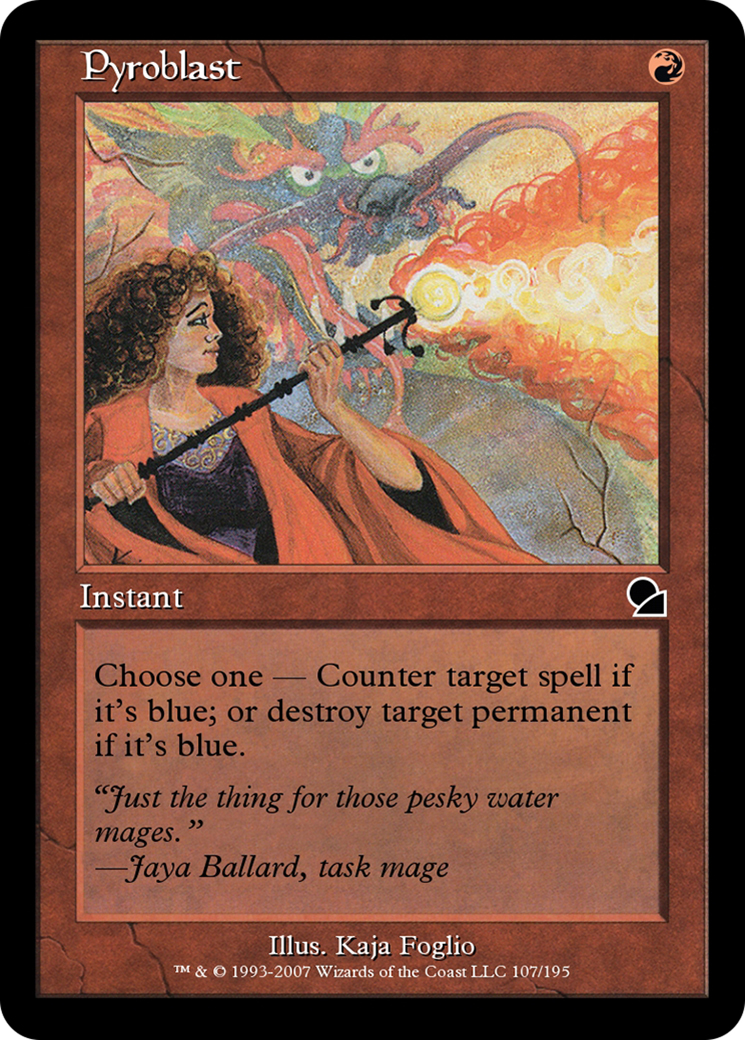 Pyroblast
Instant
Choose one — Counter target spell if
it's blue; or destroy target permanent
if it's blue.
“Just the thing for those pesky water
mages.”
—Jaya Ballard, task mage
Illus. Kaja Foglio
™ & © 1993-2007 Wizards of the Coast LLC 107/195